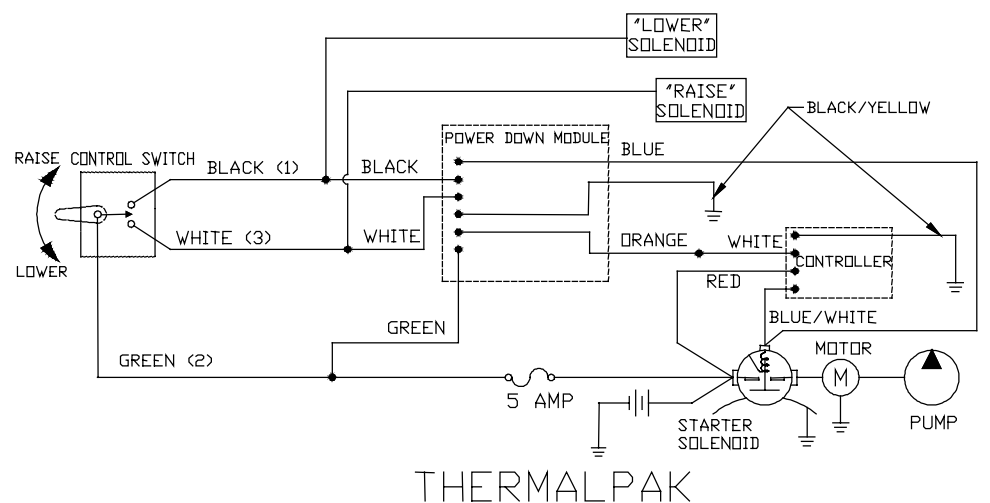 "LOWER"
SOLENOID
"RAISE"
SOLENOID
BLACK/YELLOW
POWER DOWN MODULE
BLUE
RAISE CONTROL SWITCH
BLACK (1)
BLACK
WHITE (3)
WHITE
ORANGE
WHITE
LOWER
CONTROLLER
RED
BLUE/WHITE
GREEN
GREEN (2)
MOTOR
M
5 AMP
PUMP
STARTER
SOLENOID
THERMALPAK